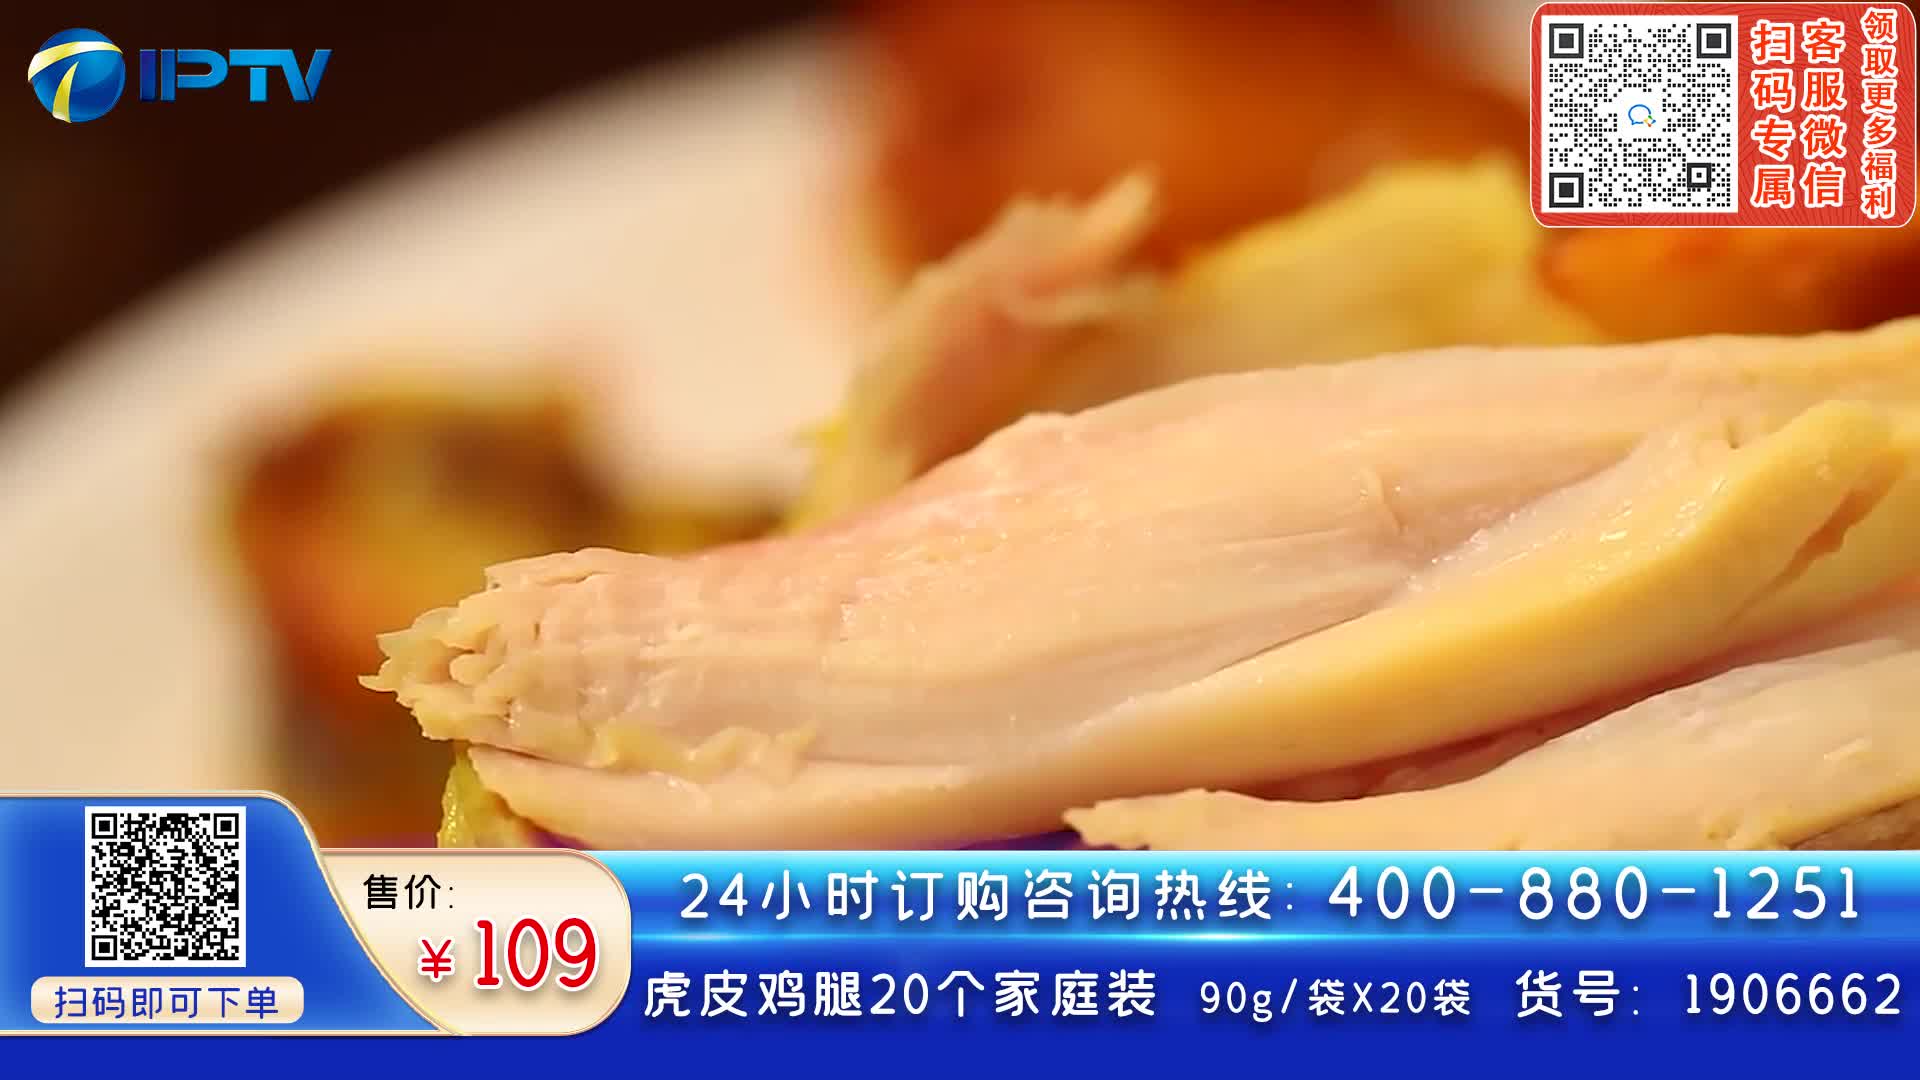 IPTV
扫码专属
客服微信
领取更多福利
售价:
¥109
扫码即可下单
24小时订购咨询热线: 400-880-1251
虎皮鸡腿20个家庭装 90g/袋X20袋 货号: 1906662